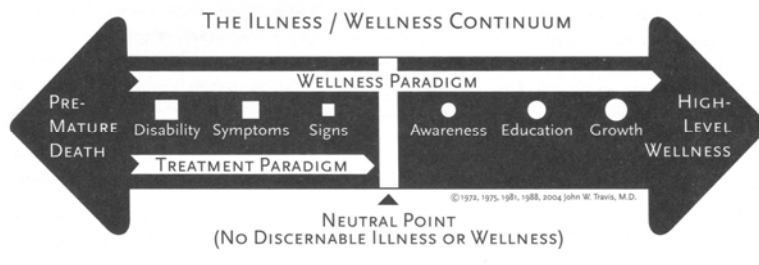 THE ILLNESS / WELLNESS CONTINUUM
WELLNESS PARADIGM
PRE-
MATURE
DEATH
Disability Symptoms Signs Awareness Education Growth
HIGH-
LEVEL
WELLNESS
TREATMENT PARADIGM
©1972, 1975, 1981, 1988, 2004 John W. Travis, M.D.
NEUTRAL POINT
(NO DISCERNABLE ILLNESS OR WELLNESS)